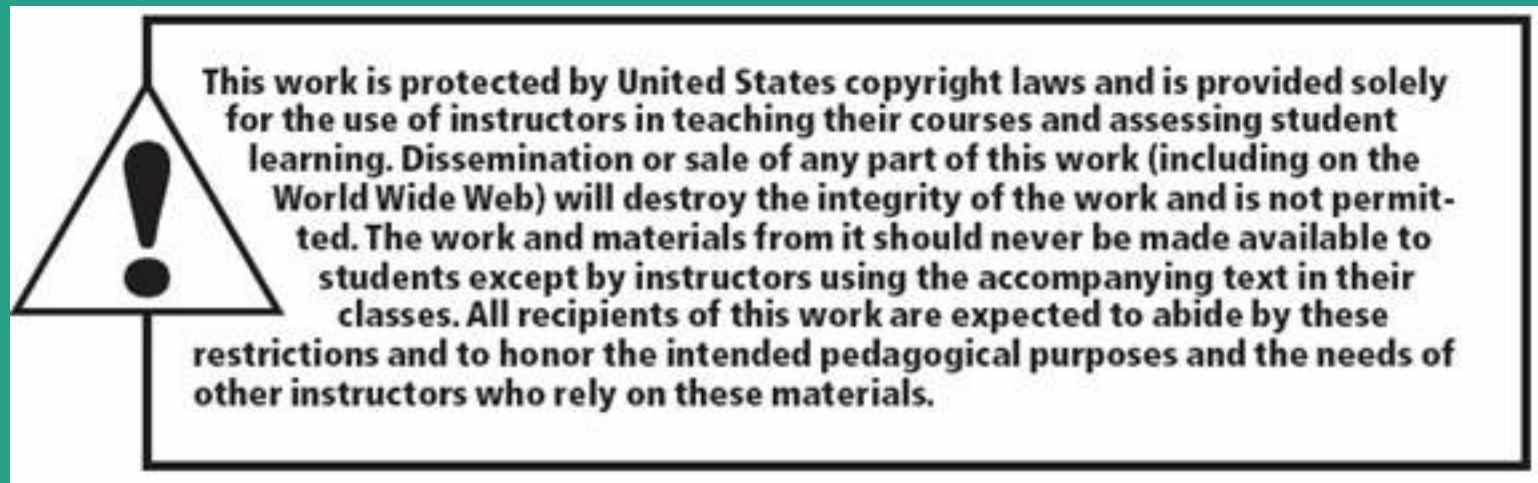 This work is protected by United States copyright laws and is provided solely
for the use of instructors in teaching their courses and assessing student
learning. Dissemination or sale of any part of this work (including on the
World Wide Web) will destroy the integrity of the work and is not permit-
ted. The work and materials from it should never be made available to
students except by instructors using the accompanying text in their
classes. All recipients of this work are expected to abide by these
restrictions and to honor the intended pedagogical purposes and the needs of
other instructors who rely on these materials.